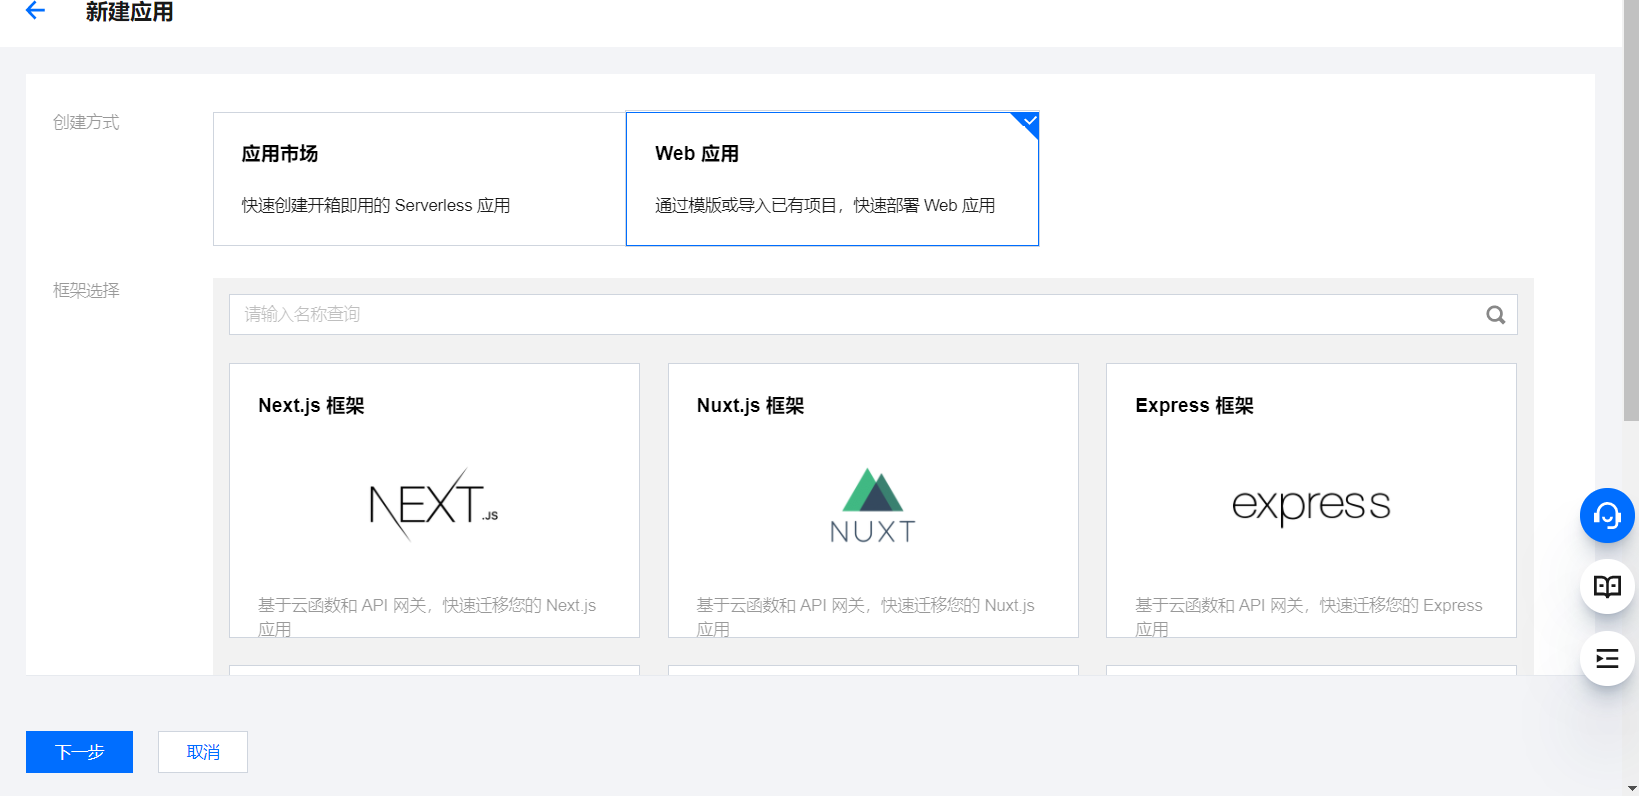 新建应用
创建方式
应用市场
快速创建开箱即用的 Serverless 应用
Web 应用
通过模版或导入已有项目，快速部署 Web 应用
框架选择
请输入名称查询
Next.js 框架
NEXT.JS
基于云函数和 API 网关，快速迁移您的 Next.js
应用
Nuxt.js 框架
NUXT
基于云函数和 API 网关，快速迁移您的 Nuxt.js
应用
Express 框架
express
基于云函数和 API 网关，快速迁移您的 Express
应用
下一步
取消